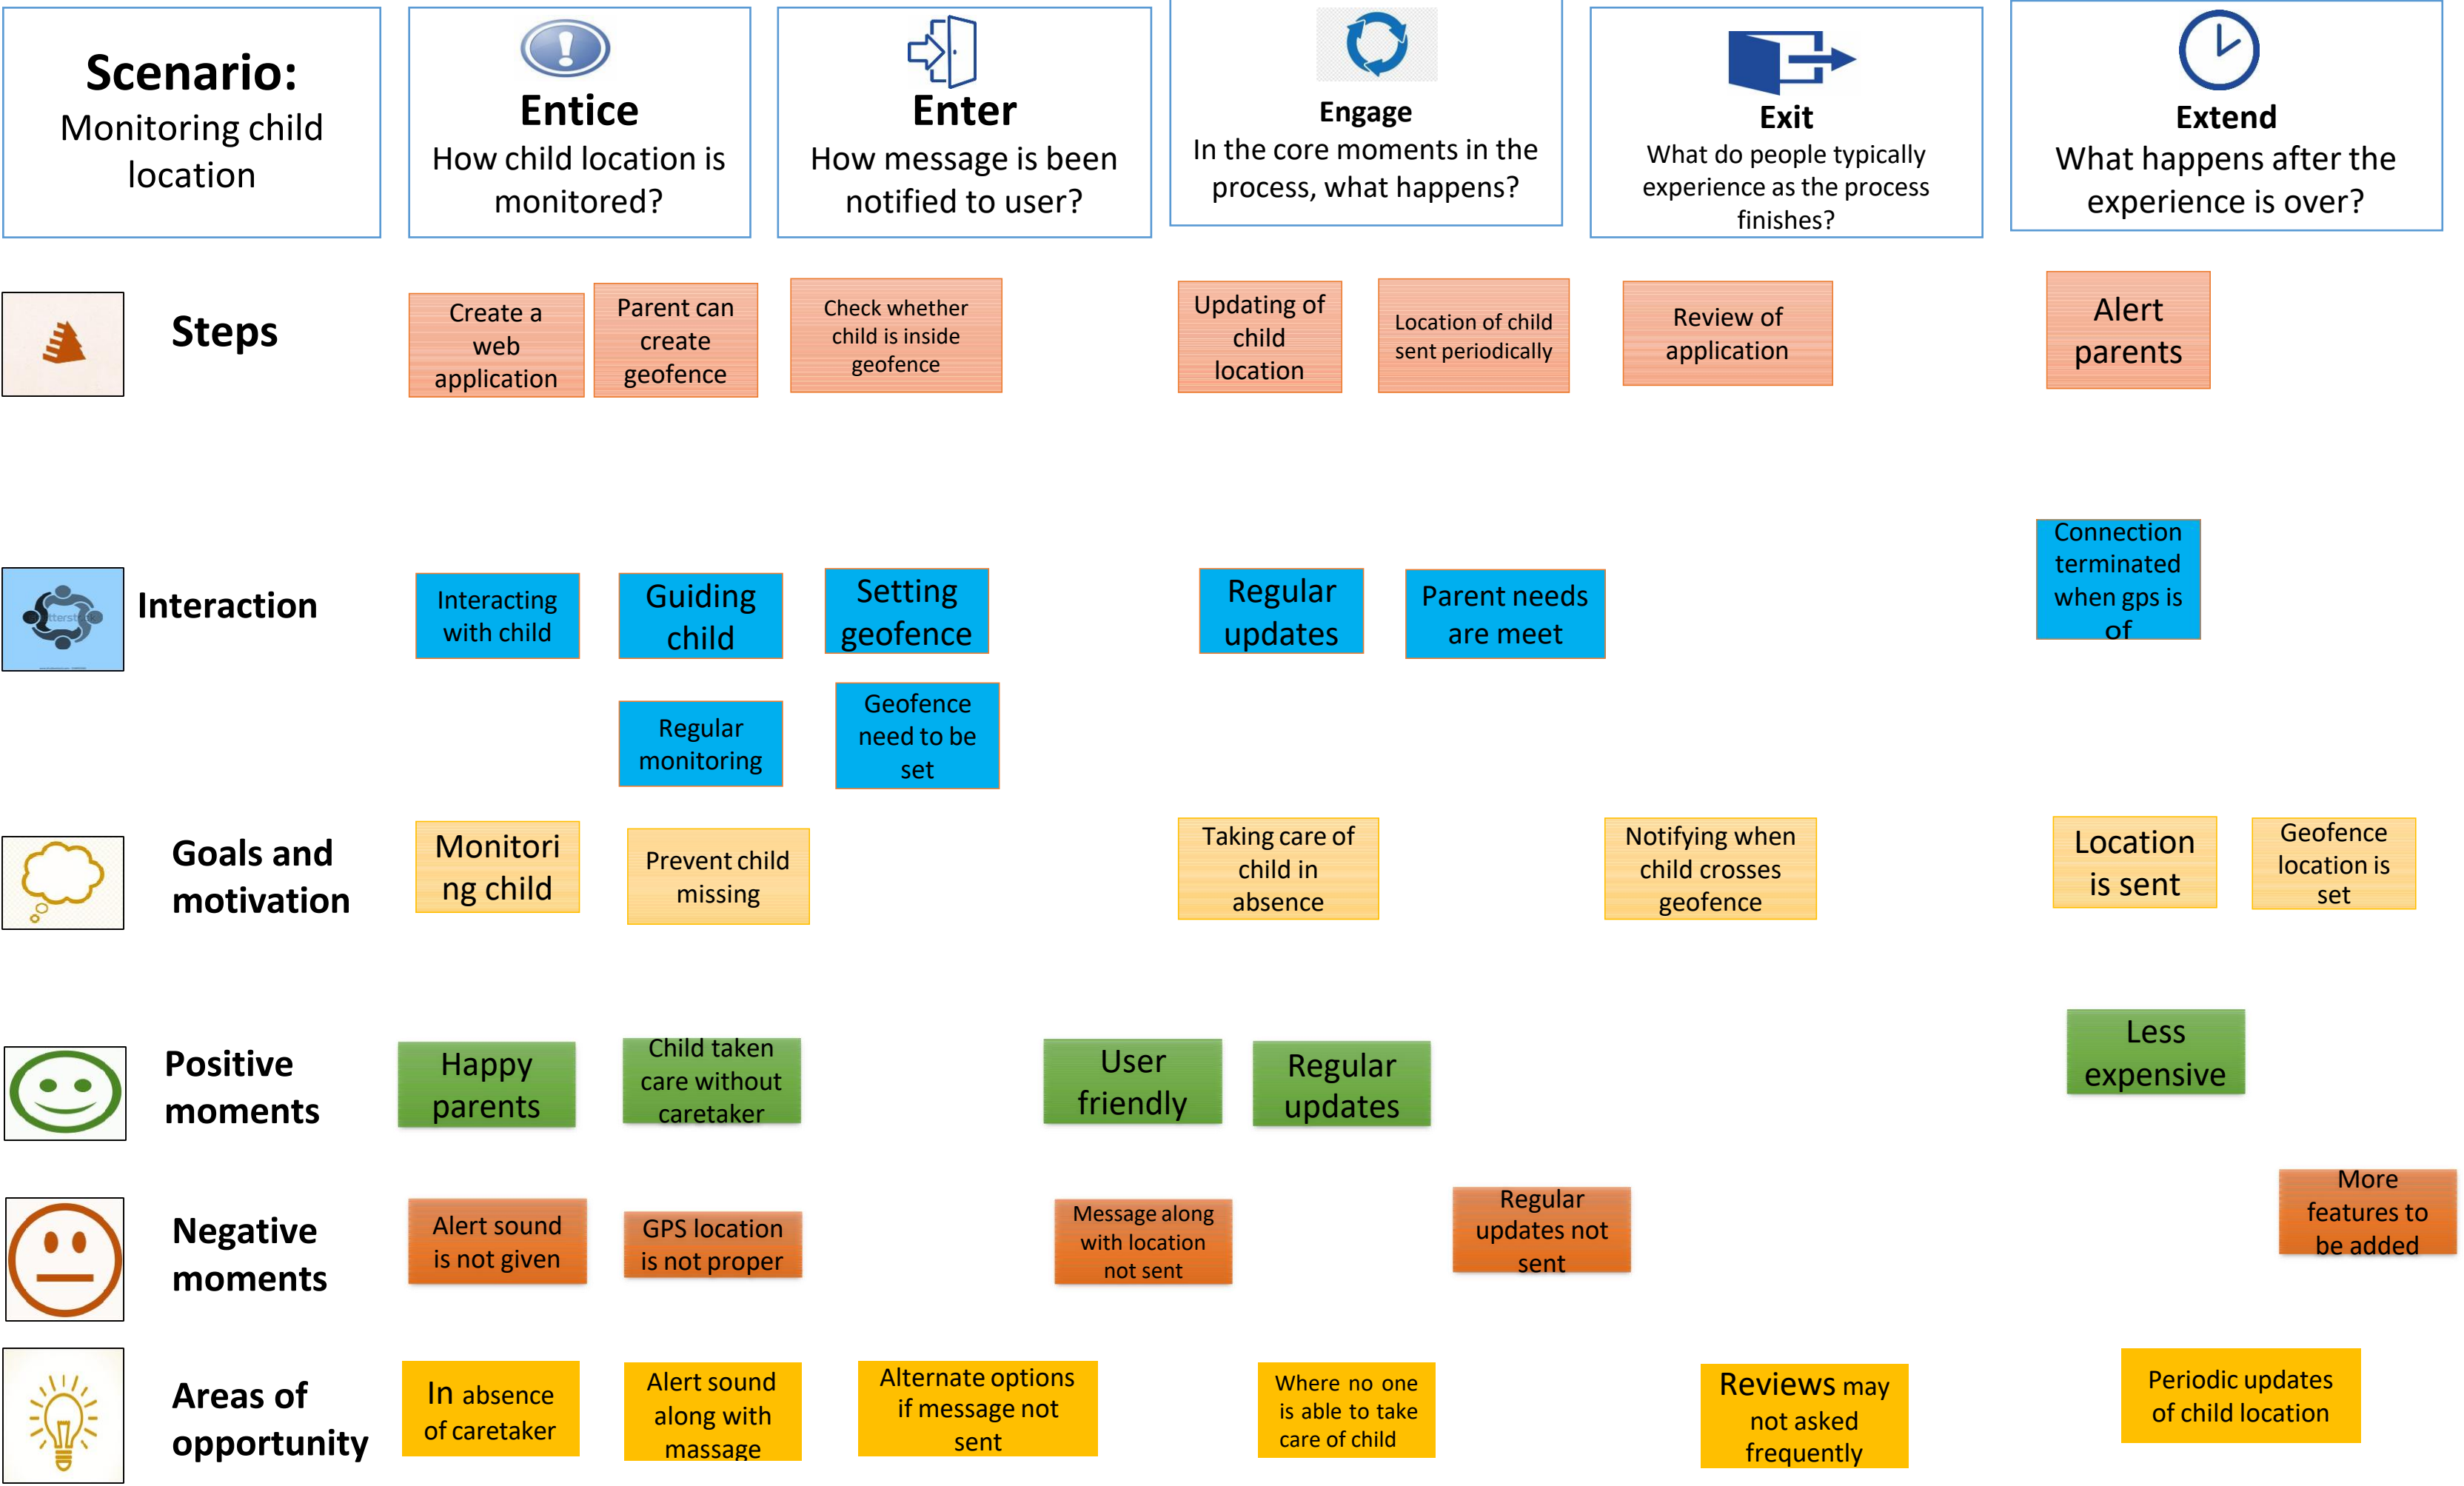 Scenario:
Monitoring child
location
Entice
How child location is
monitored?
Enter
How message is been
notified to user?
Engage
In the core moments in the
process, what happens?
Exit
What do people typically
experience as the process
finishes?
Extend
What happens after the
experience is over?
Steps
Create a
web
application
Parent can
create
geofence
Check whether
child is inside
geofence
Updating of
child
location
Location of child
sent periodically
Review of
application
Alert
parents
Interaction
Interacting
with child
Guiding
child
Setting
geofence
Regular
updates
Parent needs
are meet
Connection
terminated
when gps is
of
Regular
monitoring
Geofence
need to be
set
Goals and
motivation
Monitori
ng child
Prevent child
missing
Taking care of
child in
absence
Notifying when
child crosses
geofence
Location
is sent
Geofence
location is
set
Positive
moments
Happy
parents
Child taken
care without
caretaker
User
friendly
Regular
updates
Less
expensive
Negative
moments
Alert sound
is not given
GPS location
is not proper
Message along
with location
not sent
Regular
updates not
sent
More
features to
be added
Areas of
opportunity
In absence
of caretaker
Alert sound
along with
massage
Alternate options
if message not
sent
Where no one
is able to take
care of child
Reviews may
not asked
frequently
Periodic updates
of child location